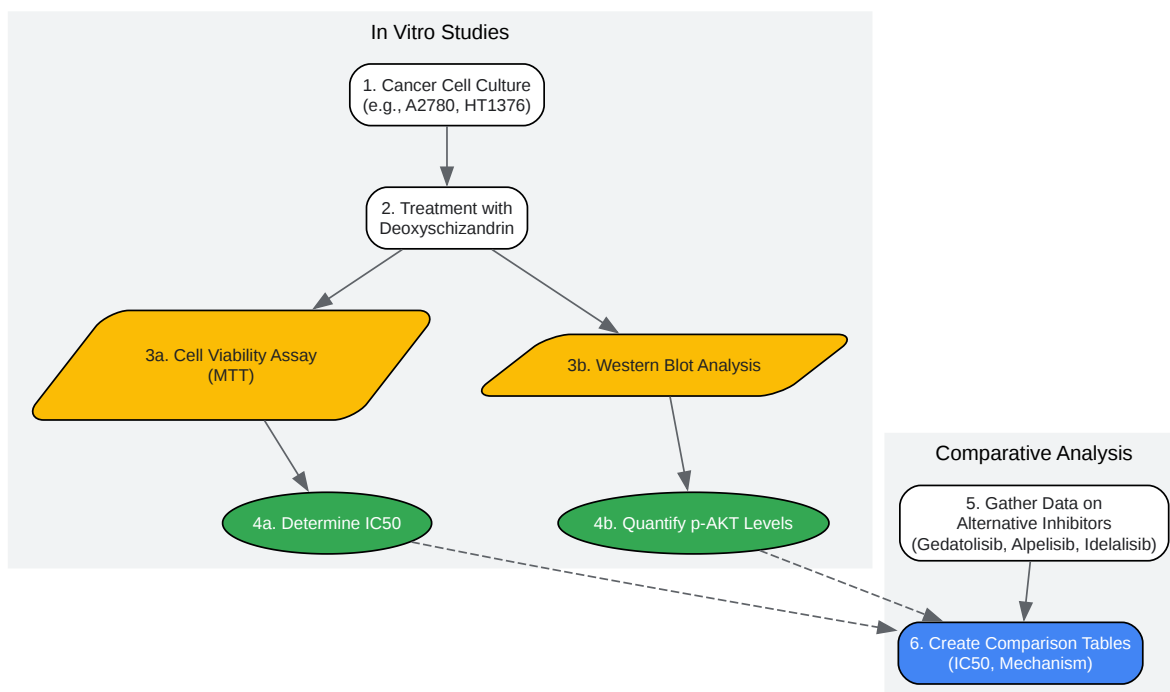 In Vitro Studies
1. Cancer Cell Culture
(e.g., A2780, HT1376)
2. Treatment with
Deoxyschizandrin
3a. Cell Viability Assay
(MTT)
3b. Western Blot Analysis
4a. Determine IC50
4b. Quantify p-AKT Levels
Comparative Analysis
5. Gather Data on
Alternative Inhibitors
(Gedatolisib, Alpelisib, Idelalisib)
6. Create Comparison Tables
(IC50, Mechanism)